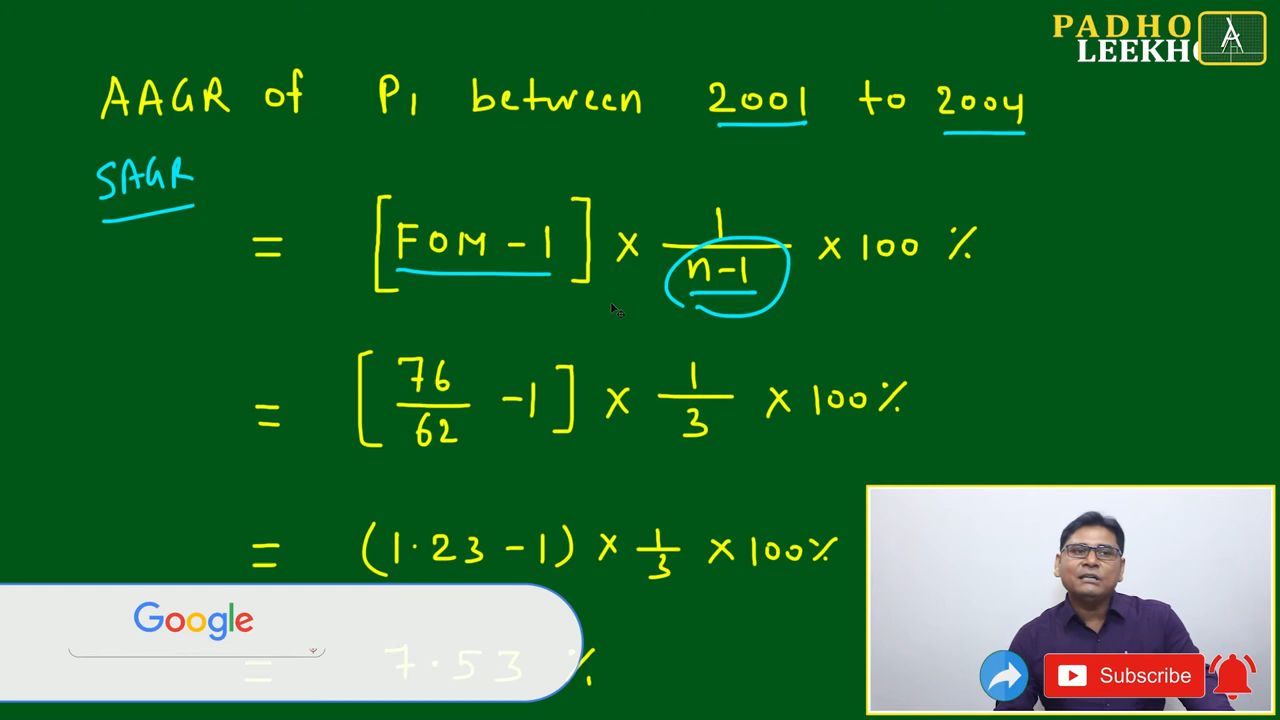 PADHO
LEEKHO
AAGR of P1 between 2001 to 2004
SAGR
= [FOM - 1] × 1/n-1 × 100 %
= [76/62 - 1] × 1/3 × 100 %
= (1.23 - 1) × 1/3 × 100 %
Google
= 7.53 %
Subscribe